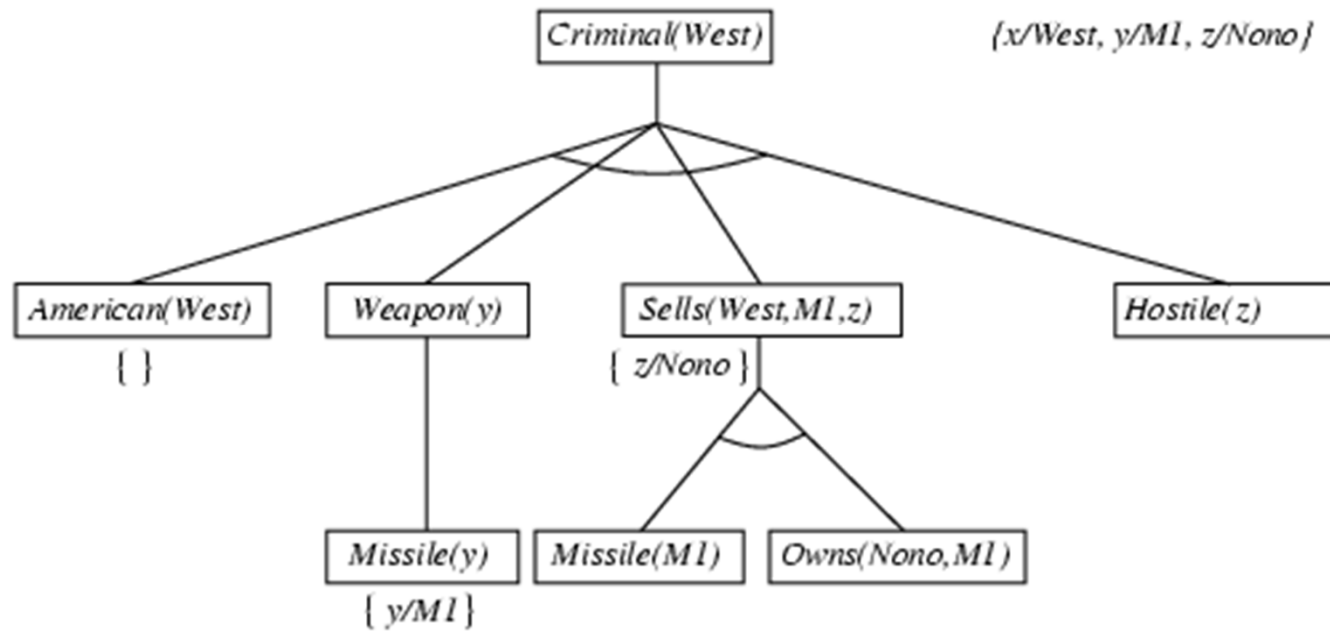 Criminal(West)
{x/West, y/M1, z/Nono}
American(West)
Weapon(y)
Sells(West,M1,z)
Hostile(z)
{ }
{ z/Nono }
Missile(y)
Missile(M1)
Owns(Nono,M1)
{ y/M1 }